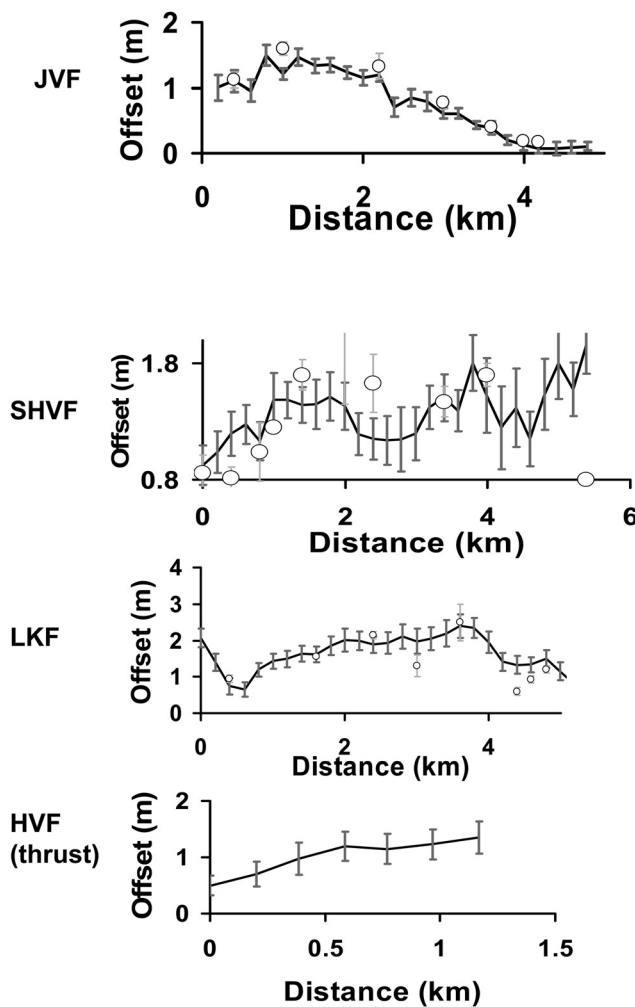 JVF
Offset (m)
2
1
0
0
2
4
Distance (km)
SHVF
Offset (m)
1.8
0.8
0
2
4
6
Distance (km)
LKF
Offset (m)
4
3
2
1
0
0
2
4
Distance (km)
HVF
(thrust)
Offset (m)
2
1
0
0
0.5
1
1.5
Distance (km)